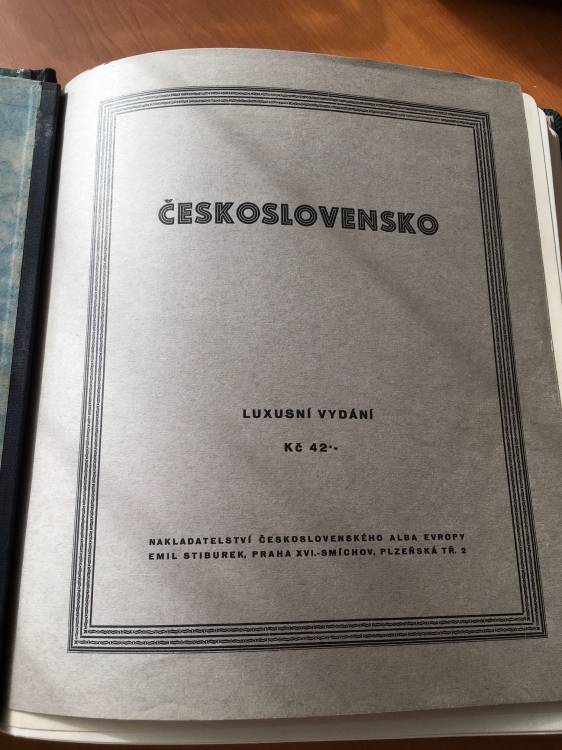 ČESKOSLOVENSKO
LUXUSNÍ VYDÁNÍ
Kč 42·-
NAKLADATELSTVÍ ČESKOSLOVENSKÉHO ALBA EVROPY
EMIL STIBUREK, PRAHA XVI.-SMÍCHOV, PLZEŇSKÁ TŘ. 2